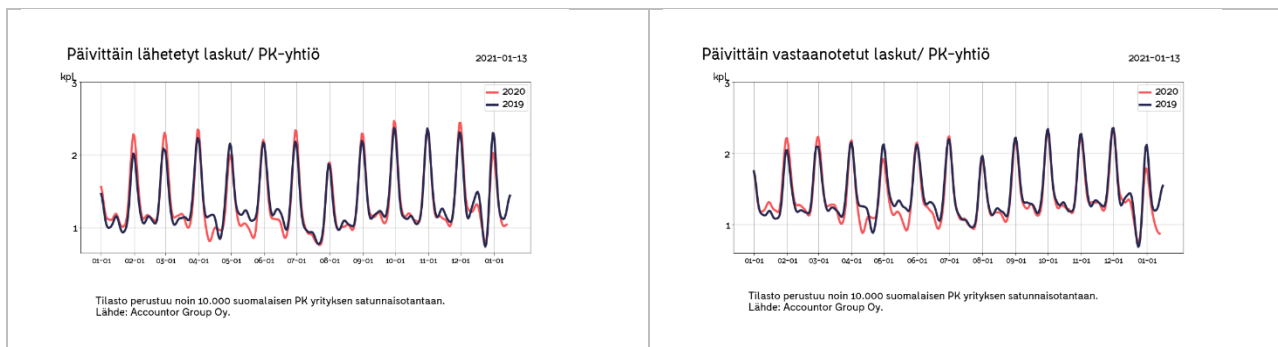 Päivittäin lähetetyt laskut/ PK-yhtiö
2021-01-13
kpl
3
2
1
2020
2019
01-01 02-01 03-01 04-01 05-01 06-01 07-01 08-01 09-01 10-01 11-01 12-01 01-01
Tilasto perustuu noin 10.000 suomalaisen PK yrityksen satunnaisotantaan.
Lähde: Accountor Group Oy.
Päivittäin vastaanotetut laskut/ PK-yhtiö
2021-01-13
kpl
3
2
1
2020
2019
01-01 02-01 03-01 04-01 05-01 06-01 07-01 08-01 09-01 10-01 11-01 12-01 01-01
Tilasto perustuu noin 10.000 suomalaisen PK yrityksen satunnaisotantaan.
Lähde: Accountor Group Oy.